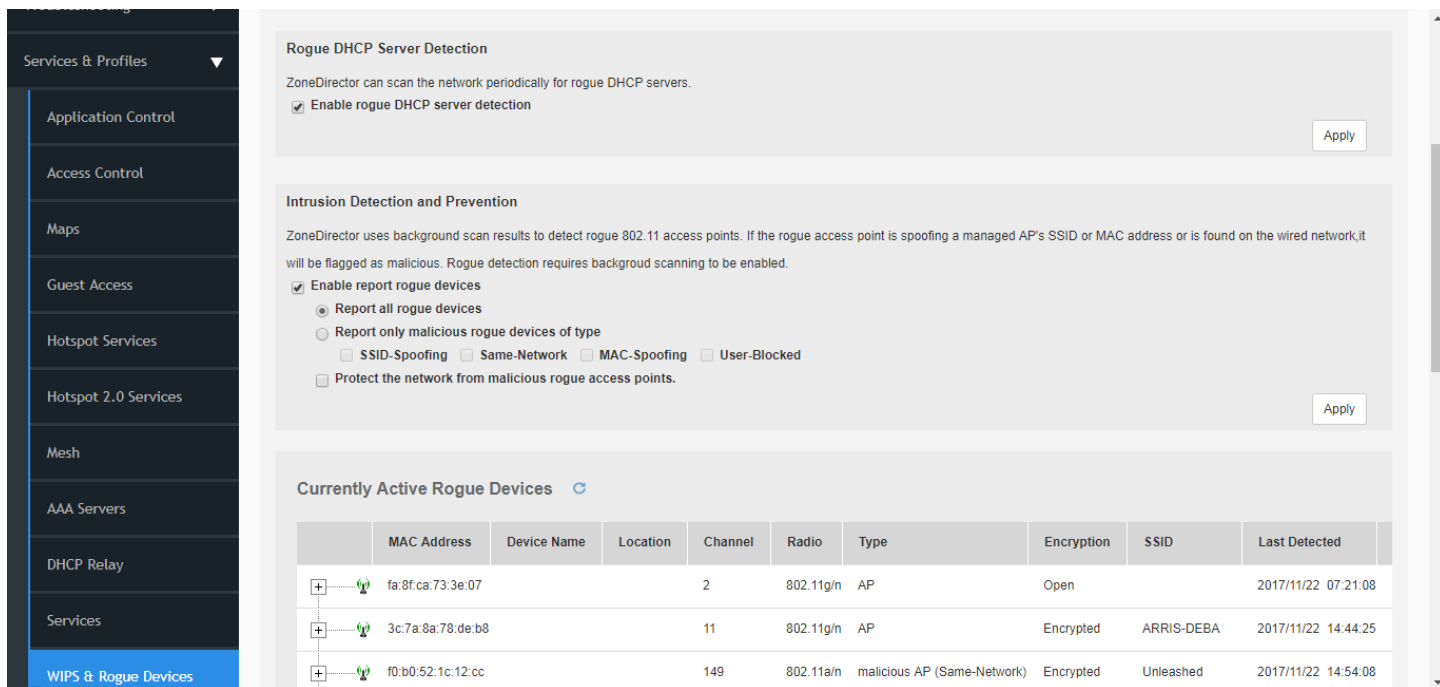 Services & Profiles
Application Control
Access Control
Maps
Guest Access
Hotspot Services
Hotspot 2.0 Services
Mesh
AAA Servers
DHCP Relay
Services
WIPS & Rogue Devices
Rogue DHCP Server Detection
ZoneDirector can scan the network periodically for rogue DHCP servers.
Enable rogue DHCP server detection
Apply
Intrusion Detection and Prevention
ZoneDirector uses background scan results to detect rogue 802.11 access points. If the rogue access point is spoofing a managed AP's SSID or MAC address or is found on the wired network,it
will be flagged as malicious. Rogue detection requires backgroud scanning to be enabled.
Enable report rogue devices
Report all rogue devices
Report only malicious rogue devices of type
SSID-Spoofing Same-Network MAC-Spoofing User-Blocked
Protect the network from malicious rogue access points.
Apply
Currently Active Rogue Devices
MAC Address Device Name Location Channel Radio Type Encryption SSID Last Detected
fa:8f:ca:73:3e:07 2 802.11g/n AP Open 2017/11/22 07:21:08
3c:7a:8a:78:de:b8 11 802.11g/n AP Encrypted ARRIS-DEBA 2017/11/22 14:44:25
f0:b0:52:1c:12:cc 149 802.11a/n malicious AP (Same-Network) Encrypted Unleashed 2017/11/22 14:54:08